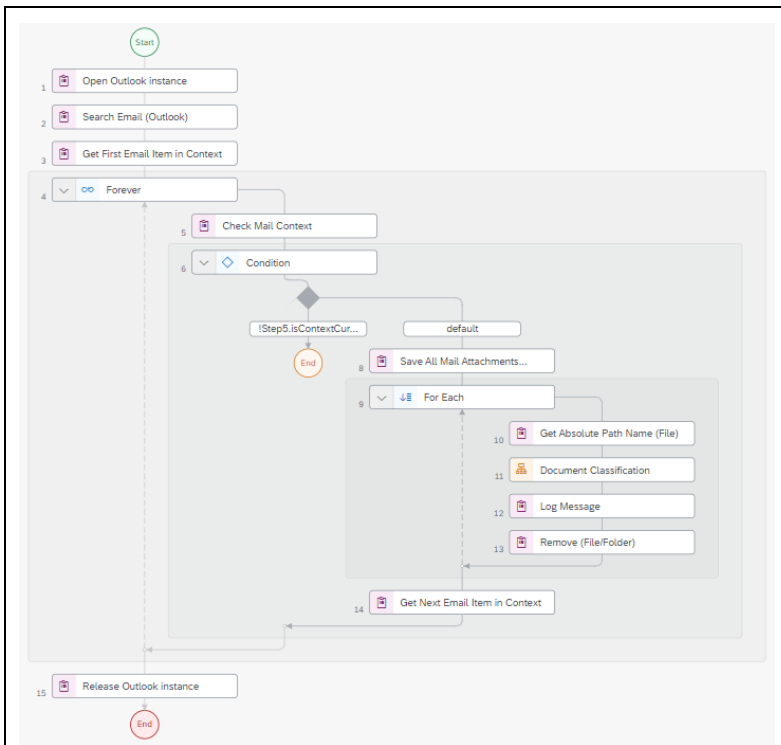 Start
1 Open Outlook instance
2 Search Email (Outlook)
3 Get First Email Item in Context
4 Forever
5 Check Mail Context
6 Condition
!Step5.isContextCur... default
End
8 Save All Mail Attachments...
9 For Each
10 Get Absolute Path Name (File)
11 Document Classification
12 Log Message
13 Remove (File/Folder)
14 Get Next Email Item in Context
15 Release Outlook instance
End